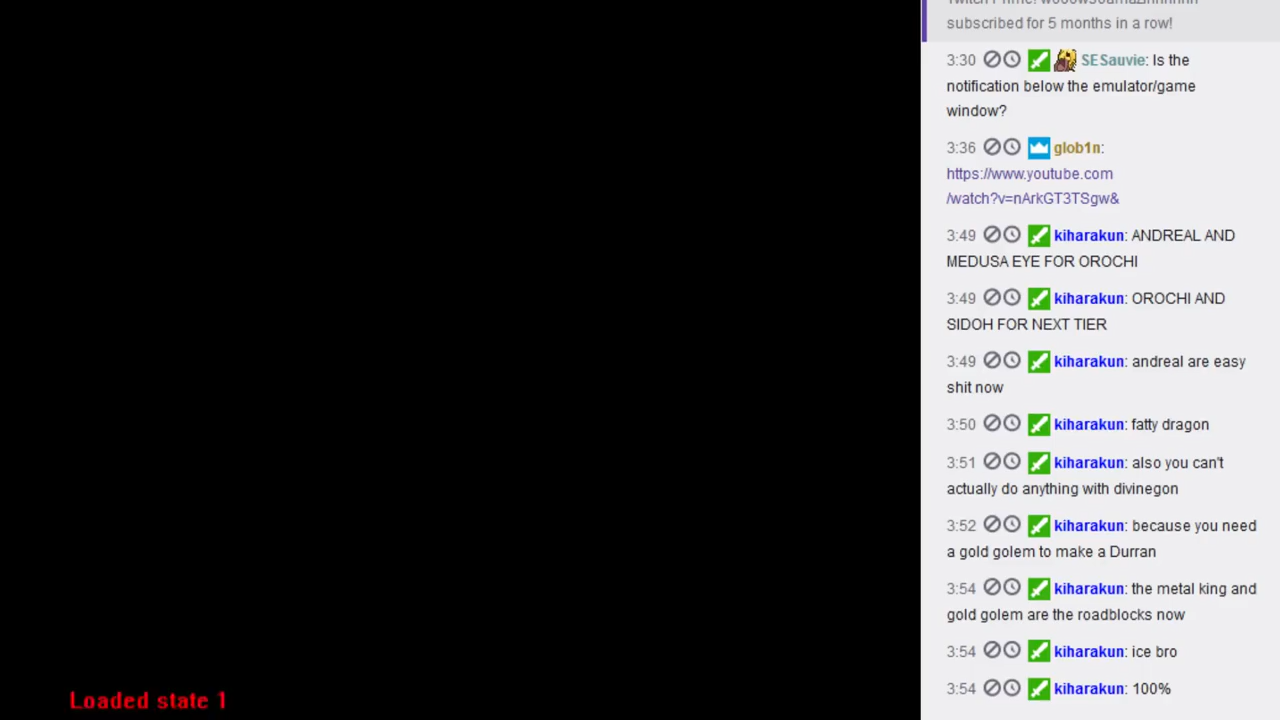 subscribed for 5 months in a row!
3:30 SESauvie: Is the
notification below the emulator/game
window?
3:36 glob1n:
https://www.youtube.com
/watch?v=nArkGT3TSgw&
3:49 kiharakun: ANDREAL AND
MEDUSA EYE FOR OROCHI
3:49 kiharakun: OROCHI AND
SIDOH FOR NEXT TIER
3:49 kiharakun: andreal are easy
shit now
3:50 kiharakun: fatty dragon
3:51 kiharakun: also you can't
actually do anything with divinegon
3:52 kiharakun: because you need
a gold golem to make a Durran
3:54 kiharakun: the metal king and
gold golem are the roadblocks now
3:54 kiharakun: ice bro
3:54 kiharakun: 100%
Loaded state 1